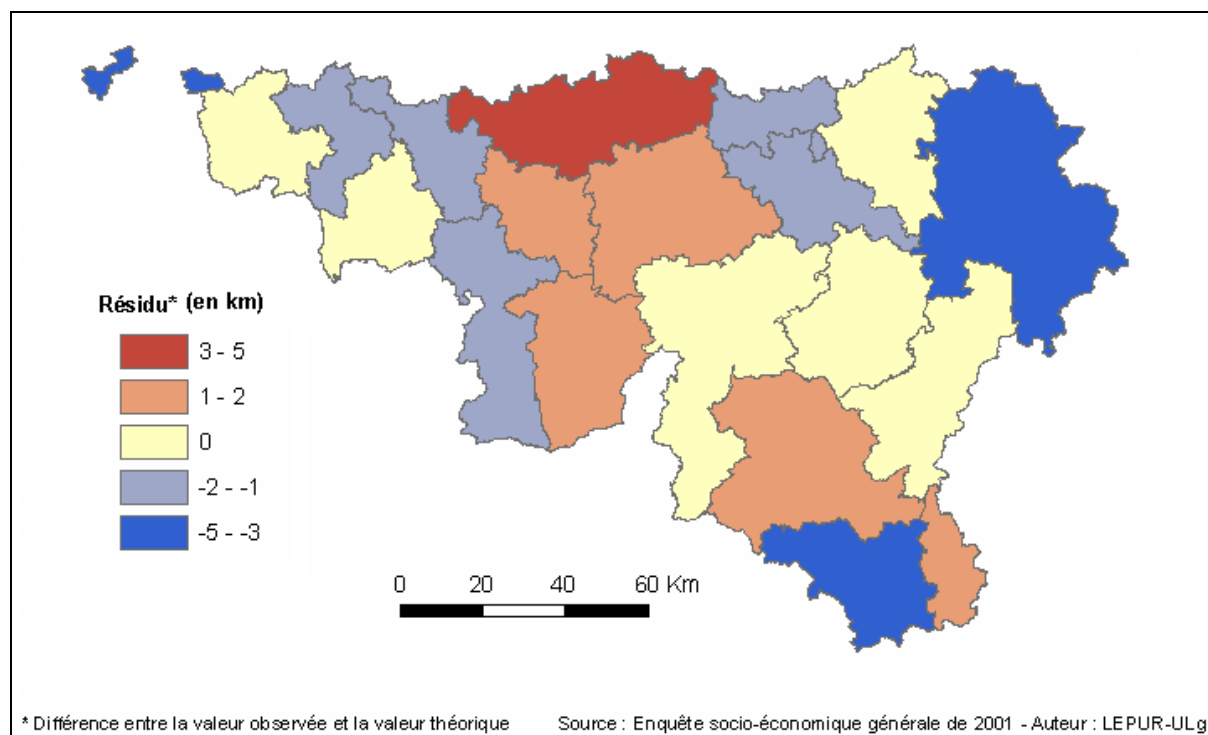 Résidu* (en km)
3 - 5
1 - 2
0
-2 - -1
-5 - -3
0 20 40 60 Km
* Différence entre la valeur observée et la valeur théorique Source : Enquête socio-économique générale de 2001 - Auteur : LEPUR-ULg